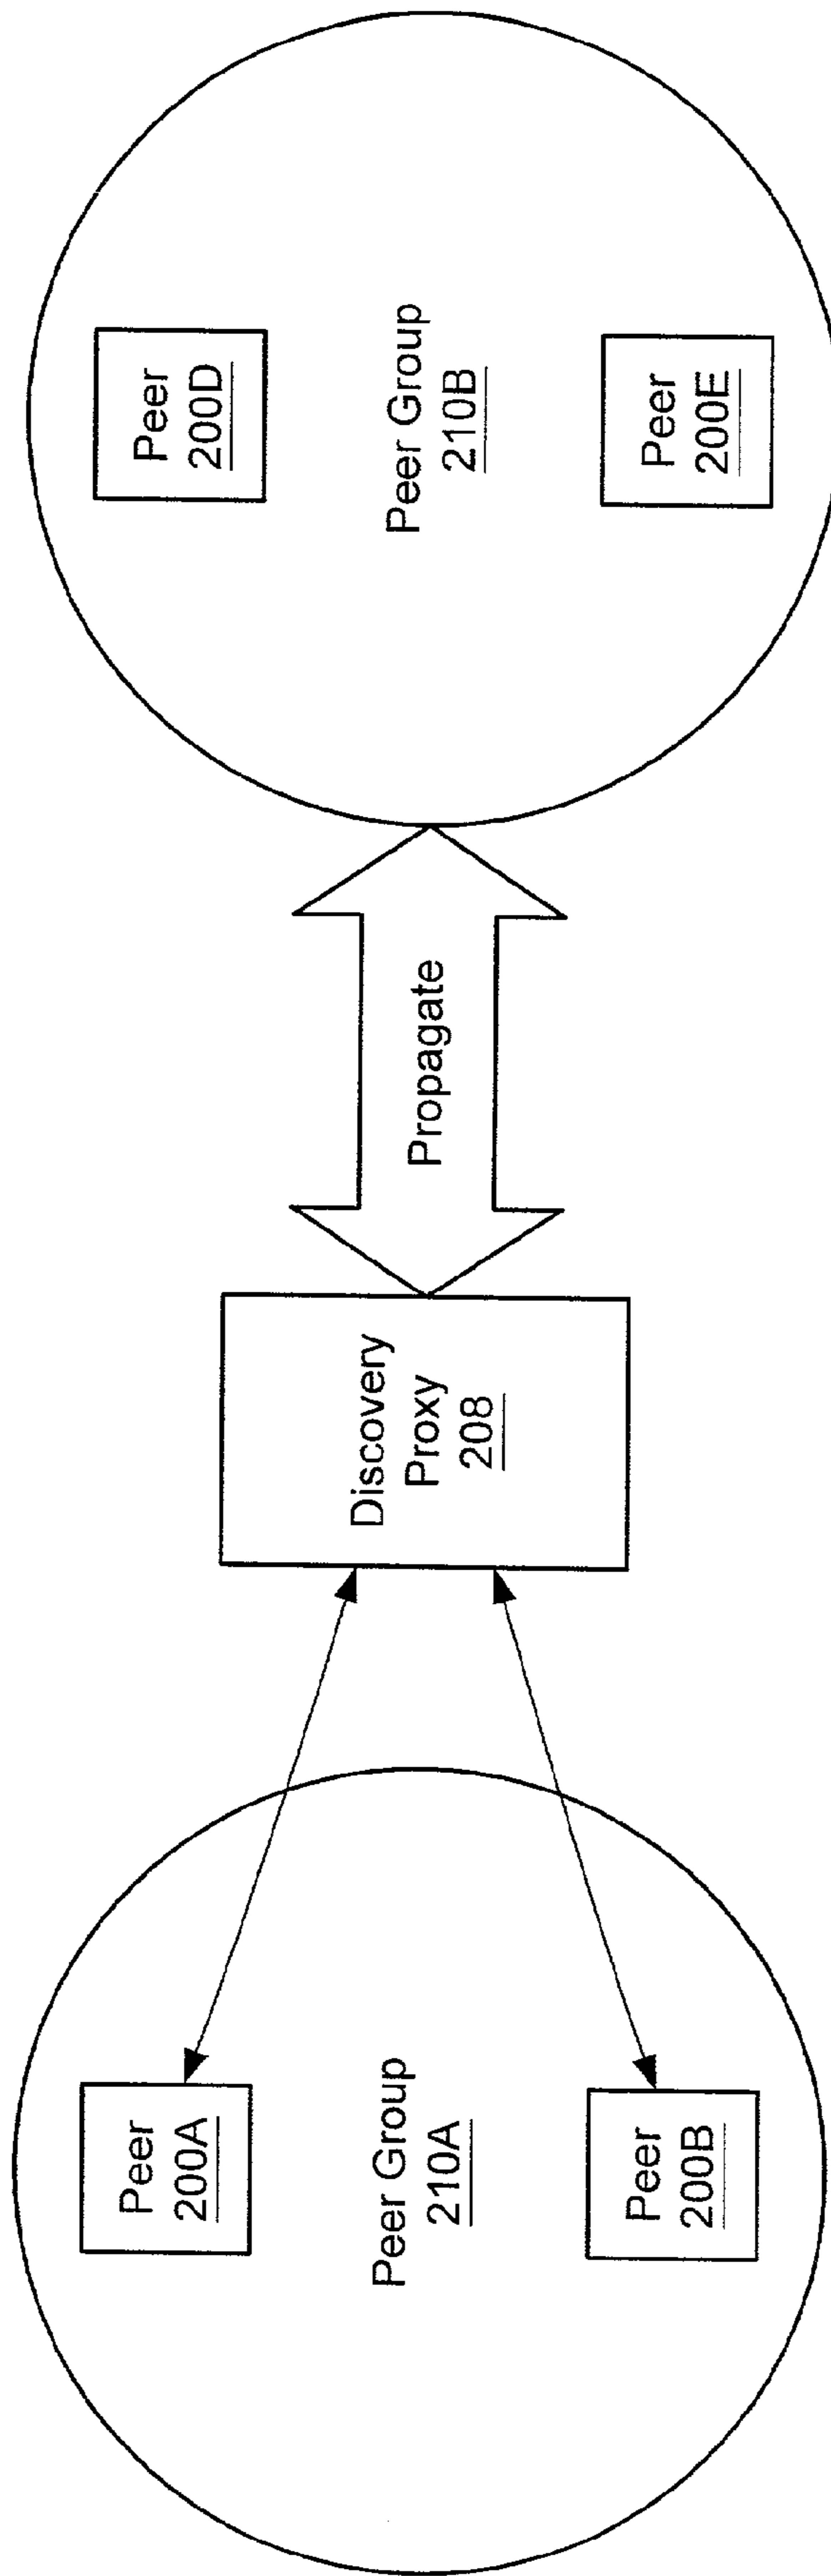 Peer
200A
Peer Group
210A
Peer
200B
Discovery
Proxy
208
Propagate
Peer
200D
Peer Group
210B
Peer
200E